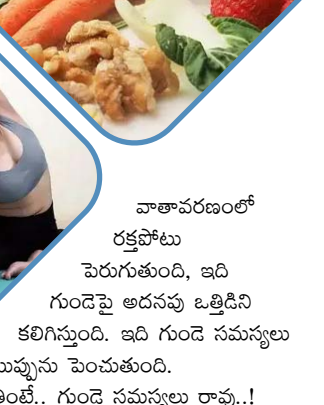 వాతావరణంలో
రక్తపోటు
పెరుగుతుంది, ఇది
గుండెపై అదనపు ఒత్తిడిని
కలిగిస్తుంది. ఇది గుండె సమస్యలు
పెంచుతుంది.
గుండె సమస్యలు రావు..!